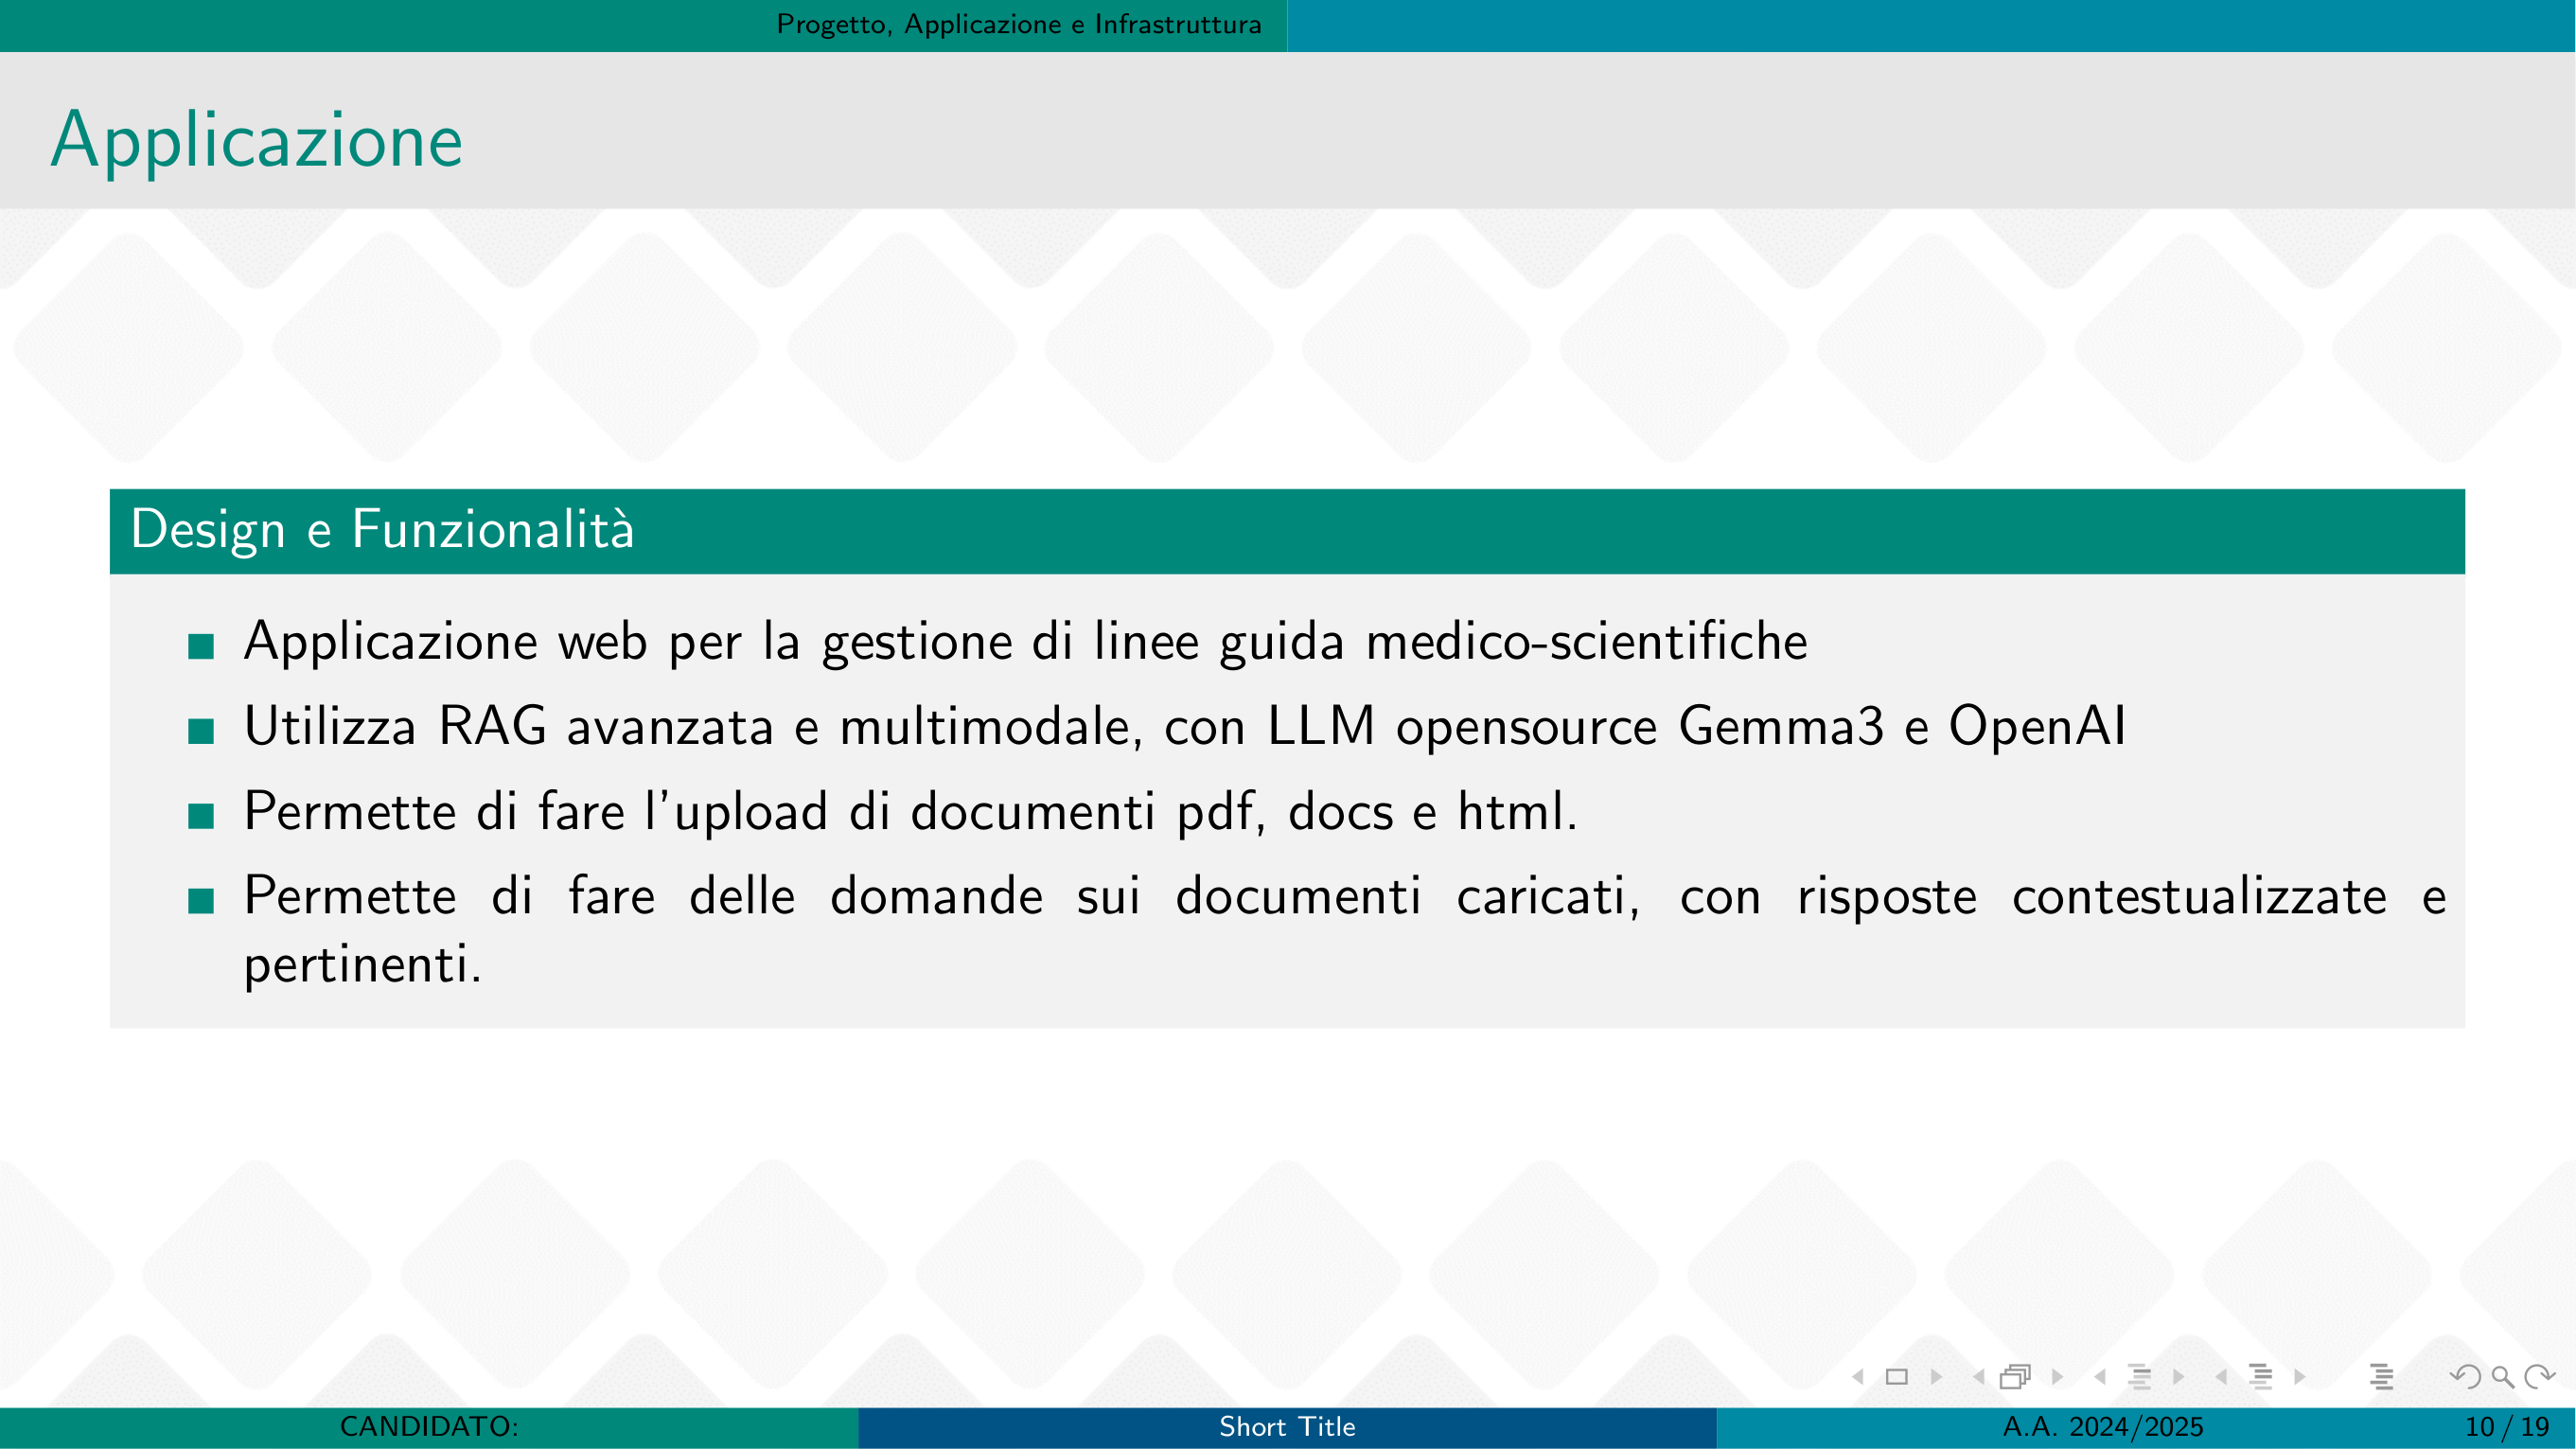 Progetto, Applicazione e Infrastruttura
Applicazione
Design e Funzionalità
Applicazione web per la gestione di linee guida medico-scientifiche
Utilizza RAG avanzata e multimodale, con LLM opensource Gemma3 e OpenAI
Permette di fare l'upload di documenti pdf, docs e html.
Permette di fare delle domande sui documenti caricati, con risposte contestualizzate e
pertinenti.
CANDIDATO:
Short Title
A.A. 2024/2025
10 / 19